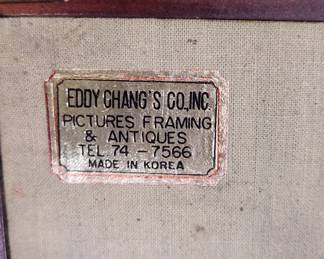 EDDY CHANG'S CO.,INC.
PICTURES FRAMING
& ANTIQUES
TEL 74-7566
MADE IN KOREA